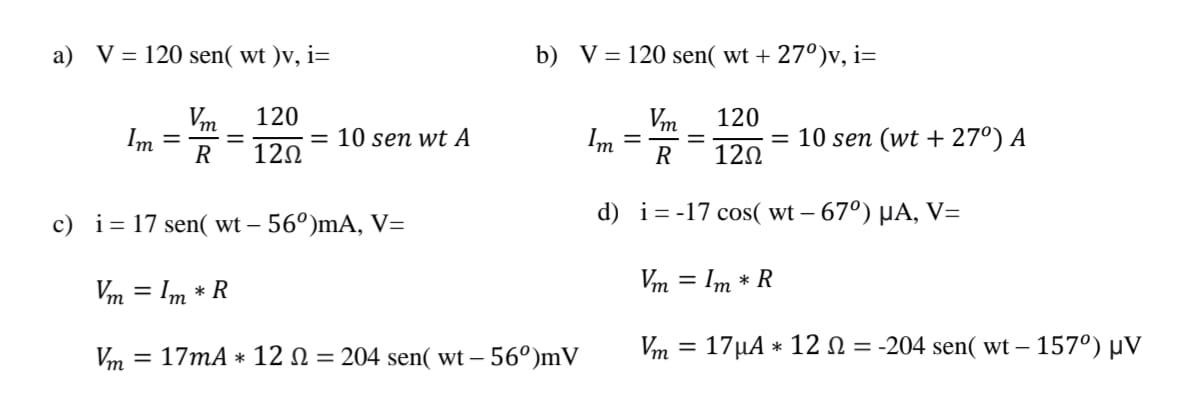 a) V = 120 sen( wt )v, i=
b) V = 120 sen( wt + 27º)v, i=
Iₘ = Vₘ/R = 120/12Ω = 10 sen wt A
Iₘ = Vₘ/R = 120/12Ω = 10 sen (wt + 27º) A
c) i = 17 sen( wt – 56º)mA, V=
d) i = -17 cos( wt – 67º) µA, V=
Vₘ = Iₘ * R
Vₘ = Iₘ * R
Vₘ = 17mA * 12 Ω = 204 sen( wt – 56º)mV
Vₘ = 17µA * 12 Ω = -204 sen( wt – 157º) µV